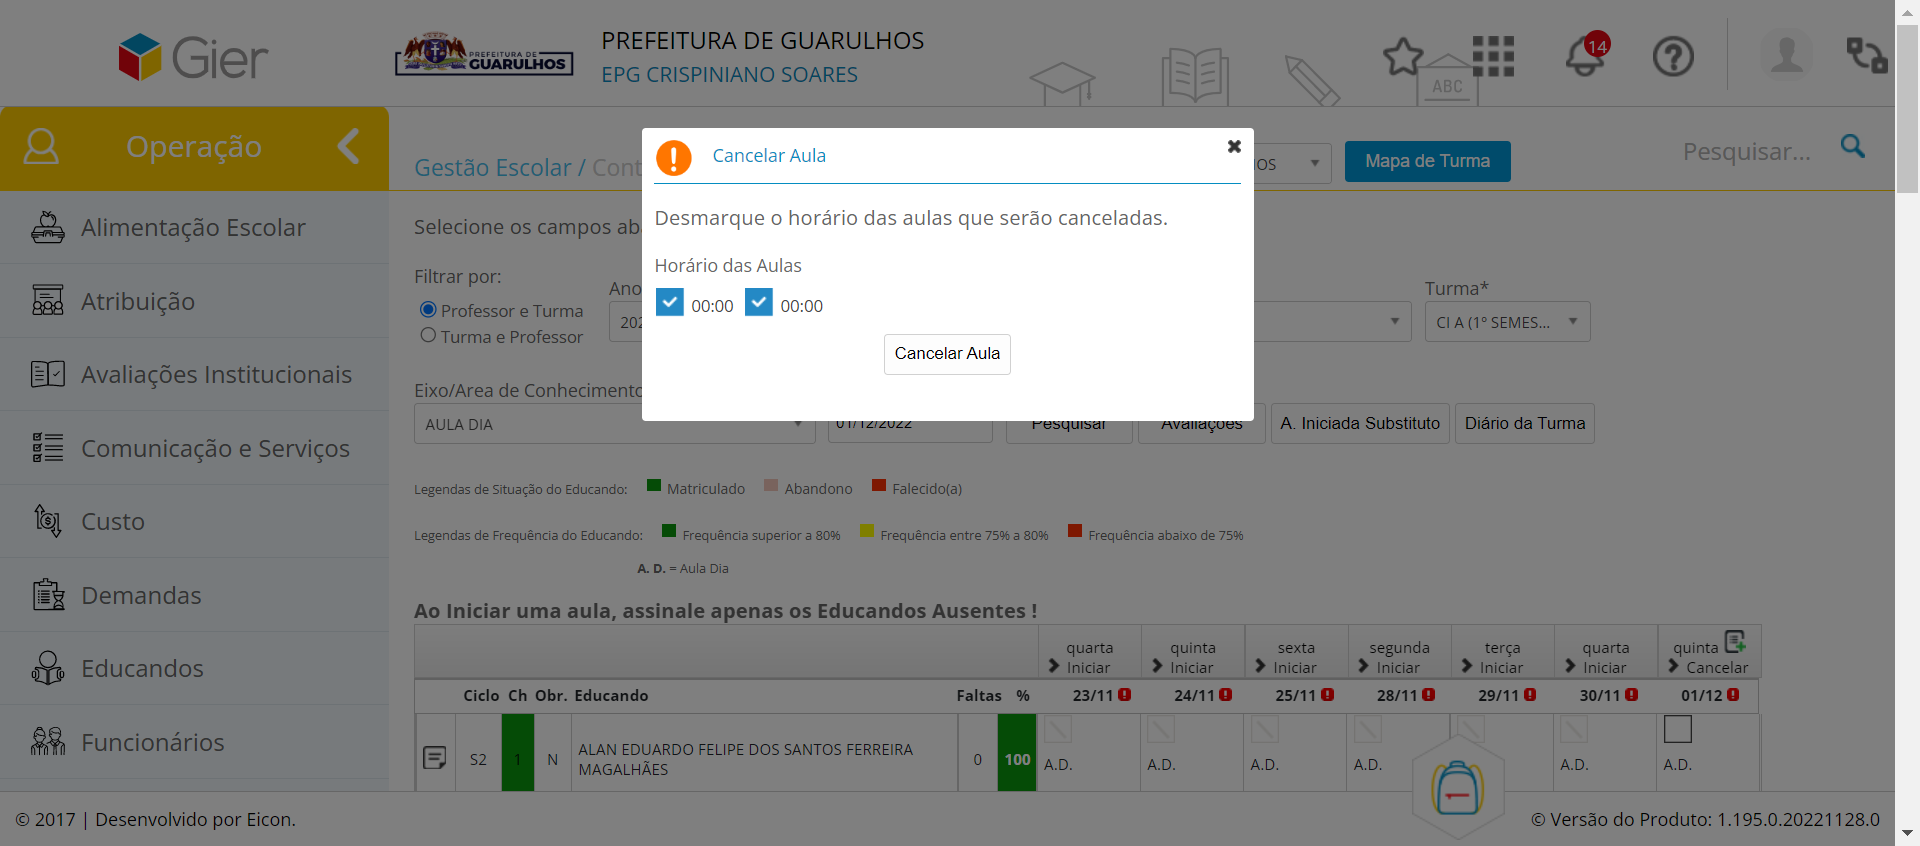 Gier
PREFEITURA DE
GUARULHOS
PREFEITURA DE GUARULHOS
EPG CRISPINIANO SOARES
ABC
14
Operação
Gestão Escolar / Cont
Cancelar Aula
OS
Mapa de Turma
Pesquisar...
Desmarque o horário das aulas que serão canceladas.
Horário das Aulas
00:00 00:00
Cancelar Aula
Alimentação Escolar
Atribuição
Avaliações Institucionais
Comunicação e Serviços
Custo
Demandas
Educandos
Funcionários
Selecione os campos aba
Filtrar por:
Professor e Turma
Turma e Professor
Ano
202
Turma*
CI A (1º SEMES...
Eixo/Area de Conhecimento
AULA DIA
01/12/2022
Pesquisar
Avaliações
A. Iniciada Substituto
Diário da Turma
Legendas de Situação do Educando: Matriculado Abandono Falecido(a)
Legendas de Frequência do Educando: Frequência superior a 80% Frequência entre 75% a 80% Frequência abaixo de 75%
A. D. = Aula Dia
Ao Iniciar uma aula, assinale apenas os Educandos Ausentes !
quarta quinta sexta segunda terça quarta quinta
Iniciar Iniciar Iniciar Iniciar Iniciar Iniciar Cancelar
Ciclo Ch Obr. Educando Faltas % 23/11 24/11 25/11 28/11 29/11 30/11 01/12
S2 1 N ALAN EDUARDO FELIPE DOS SANTOS FERREIRA
MAGALHÃES
0 100 A.D. A.D. A.D. A.D. A.D. A.D.
© 2017 | Desenvolvido por Eicon.
© Versão do Produto: 1.195.0.20221128.0